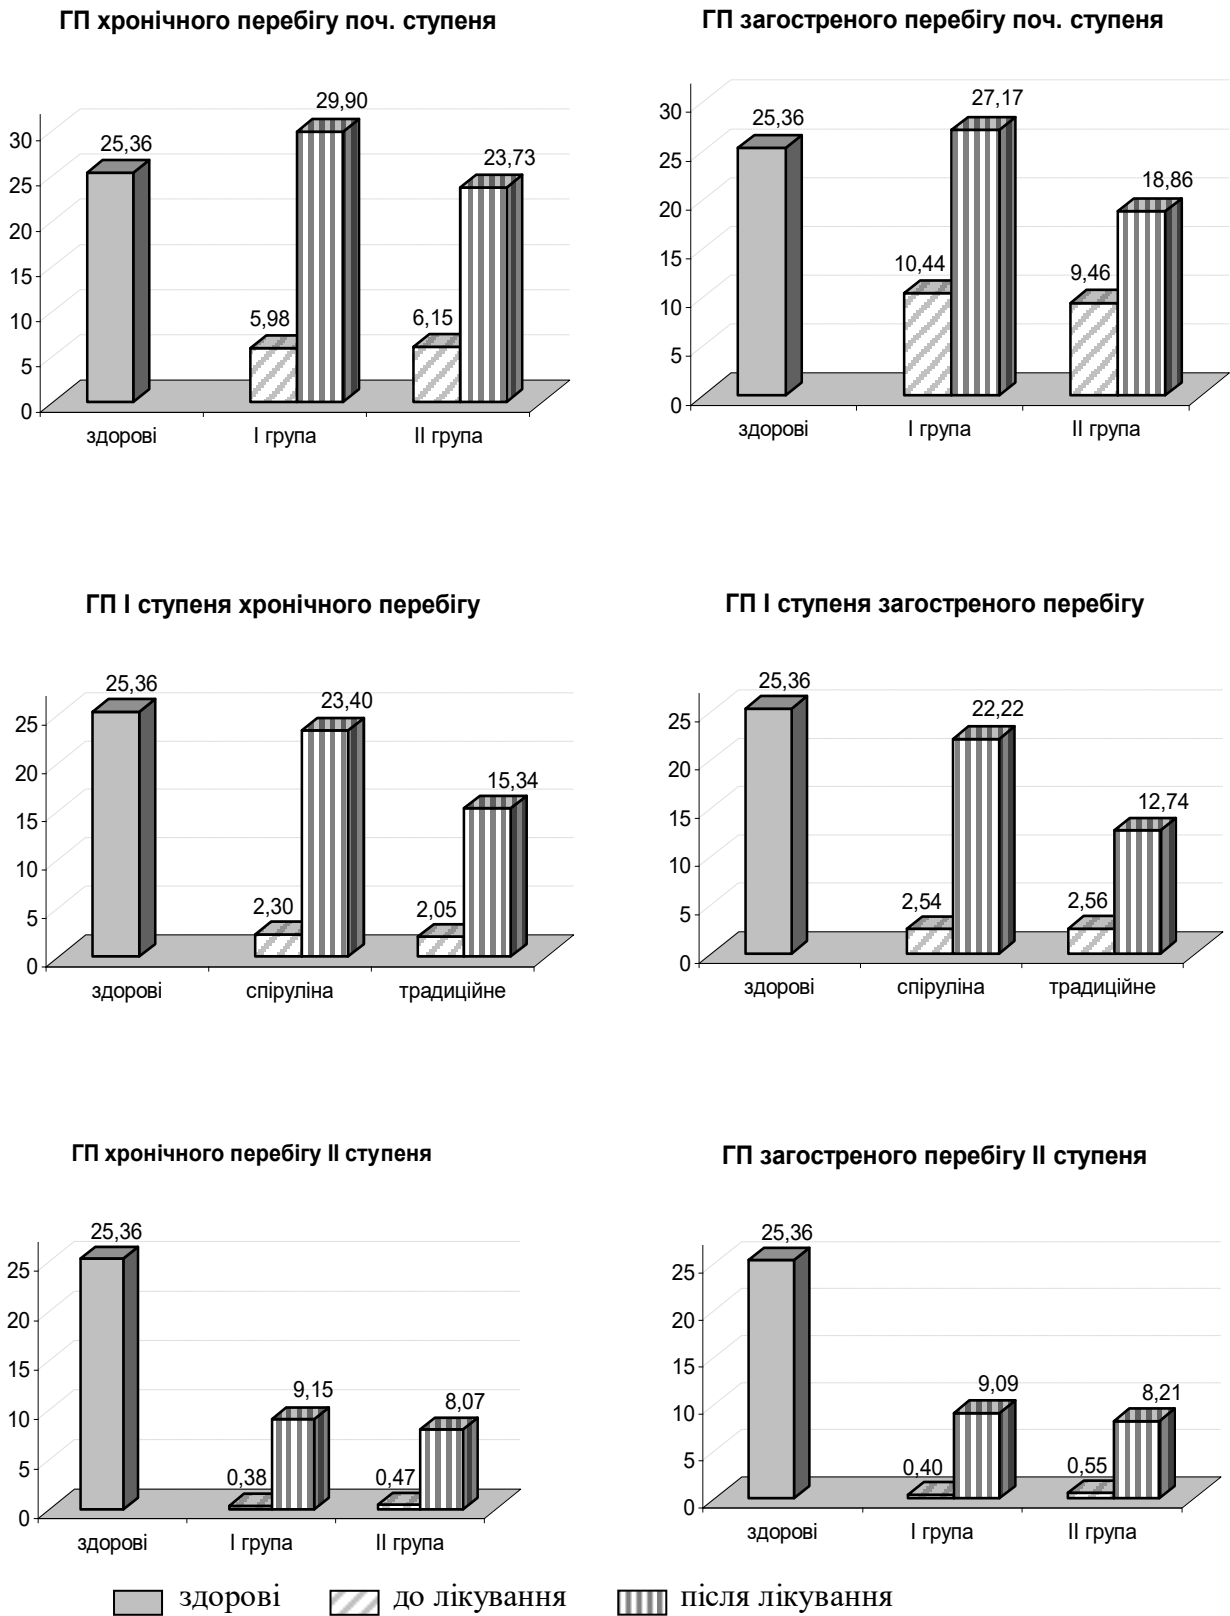 ГП хронічного перебігу поч. ступеня
29,90
25,36
23,73
30
25
20
15
10
5
0
5,98
6,15
здорові
І група
ІІ група
ГП загостреного перебігу поч. ступеня
27,17
25,36
18,86
30
25
20
15
10
5
0
10,44
9,46
здорові
І група
ІІ група
ГП І ступеня хронічного перебігу
25,36
23,40
15,34
25
20
15
10
5
0
2,30
2,05
здорові
спіруліна
традиційне
ГП І ступеня загостреного перебігу
25,36
22,22
12,74
25
20
15
10
5
0
2,54
2,56
здорові
спіруліна
традиційне
ГП хронічного перебігу ІІ ступеня
25,36
9,15
8,07
25
20
15
10
5
0
0,38
0,47
здорові
І група
ІІ група
ГП загостреного перебігу ІІ ступеня
25,36
9,09
8,21
25
20
15
10
5
0
0,40
0,55
здорові
І група
ІІ група
здорові до лікування після лікування